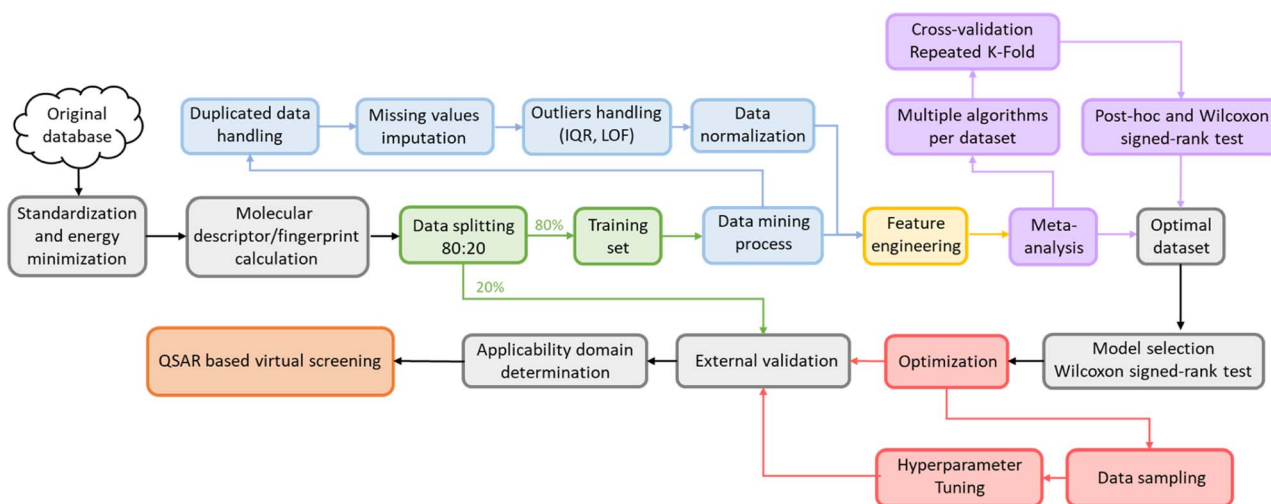 Cross-validation
Repeated K-Fold
Original
database
Duplicated data
handling
Missing values
imputation
Outliers handling
(IQR, LOF)
Data
normalization
Multiple algorithms
per dataset
Post-hoc and Wilcoxon
signed-rank test
Standardization
and energy
minimization
Molecular
descriptor/fingerprint
calculation
Data splitting
80:20
80%
Training
set
Data mining
process
Feature
engineering
Meta-
analysis
Optimal
dataset
20%
QSAR based virtual screening
Applicability domain
determination
External validation
Optimization
Model selection
Wilcoxon signed-rank test
Hyperparameter
Tuning
Data sampling